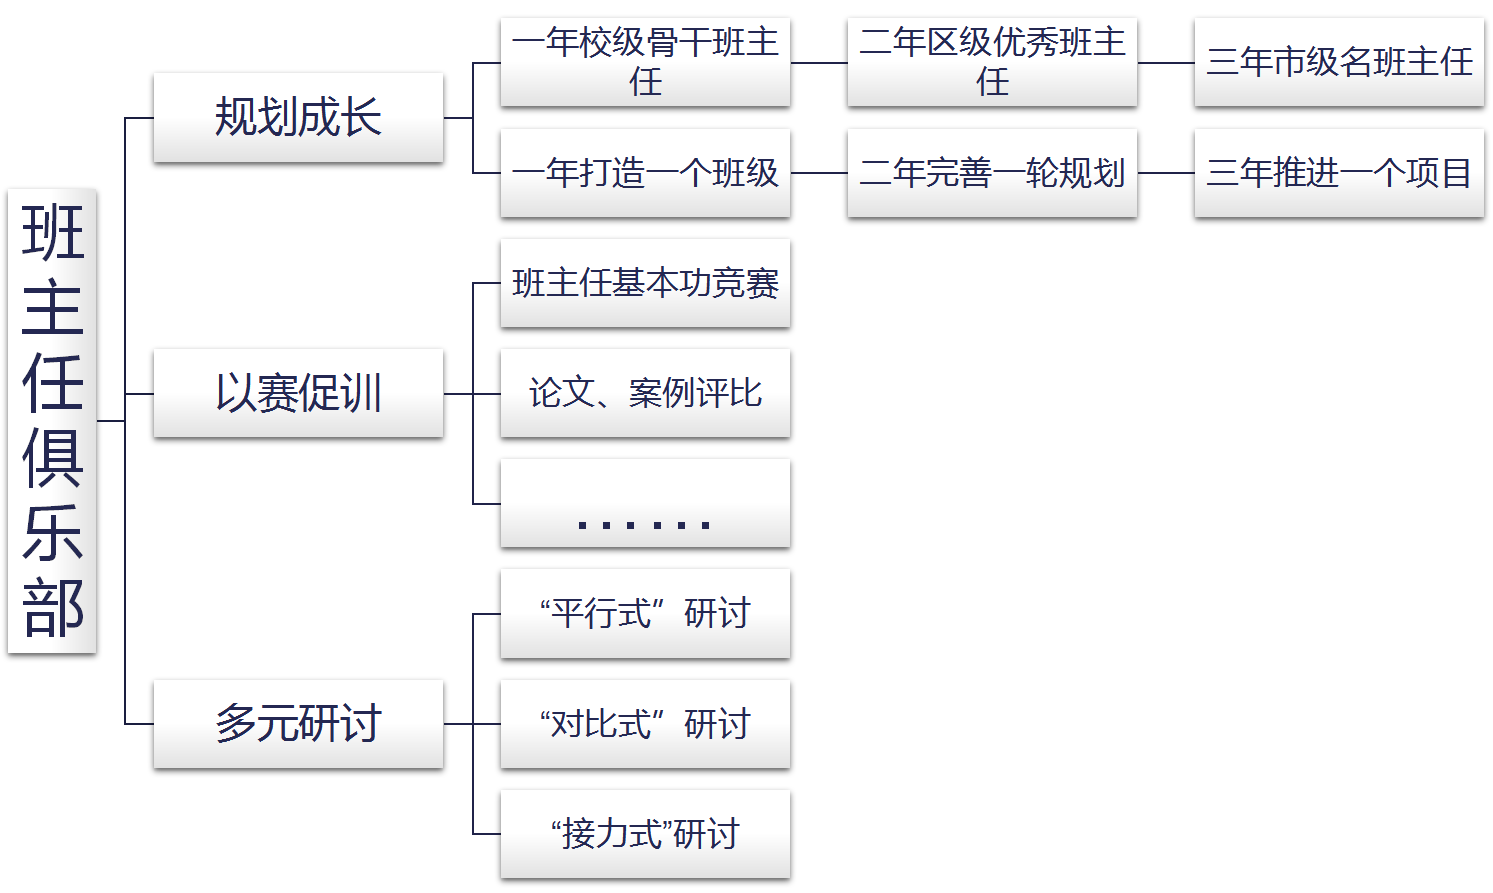 班主任俱乐部
规划成长
一年校级骨干班主
任
二年区级优秀班主
任
三年市级名班主任
一年打造一个班级
二年完善一轮规划
三年推进一个项目
以赛促训
班主任基本功竞赛
论文、案例评比
……
多元研讨
“平行式”研讨
“对比式”研讨
“接力式”研讨